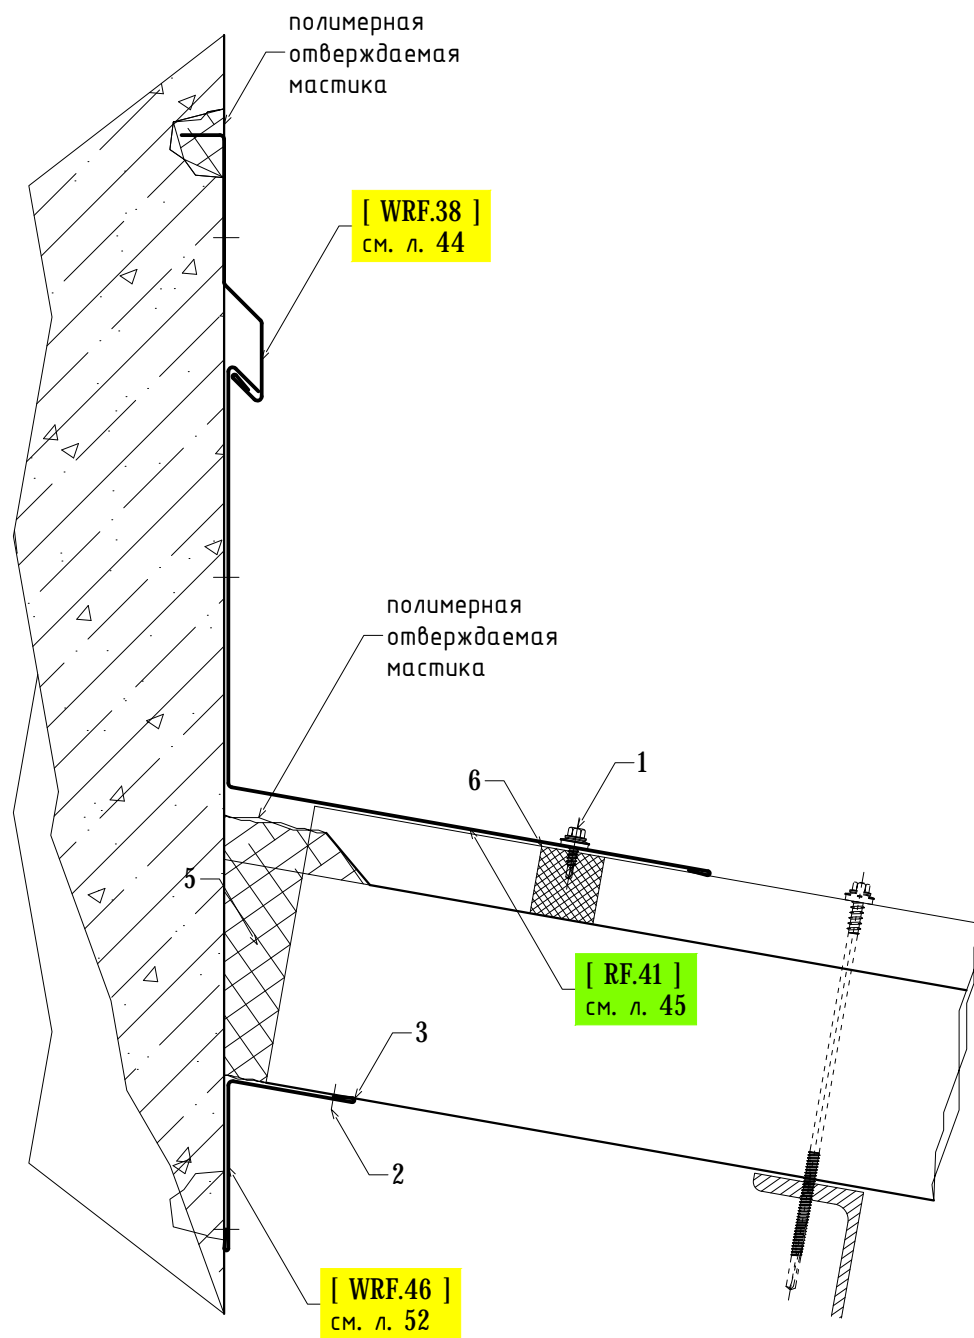 полимерная
отверждаемая
мастика
[ WRF.38 ]
см. л. 44
полимерная
отверждаемая
мастика
1
6
5
[ RF.41 ]
см. л. 45
3
2
[ WRF.46 ]
см. л. 52